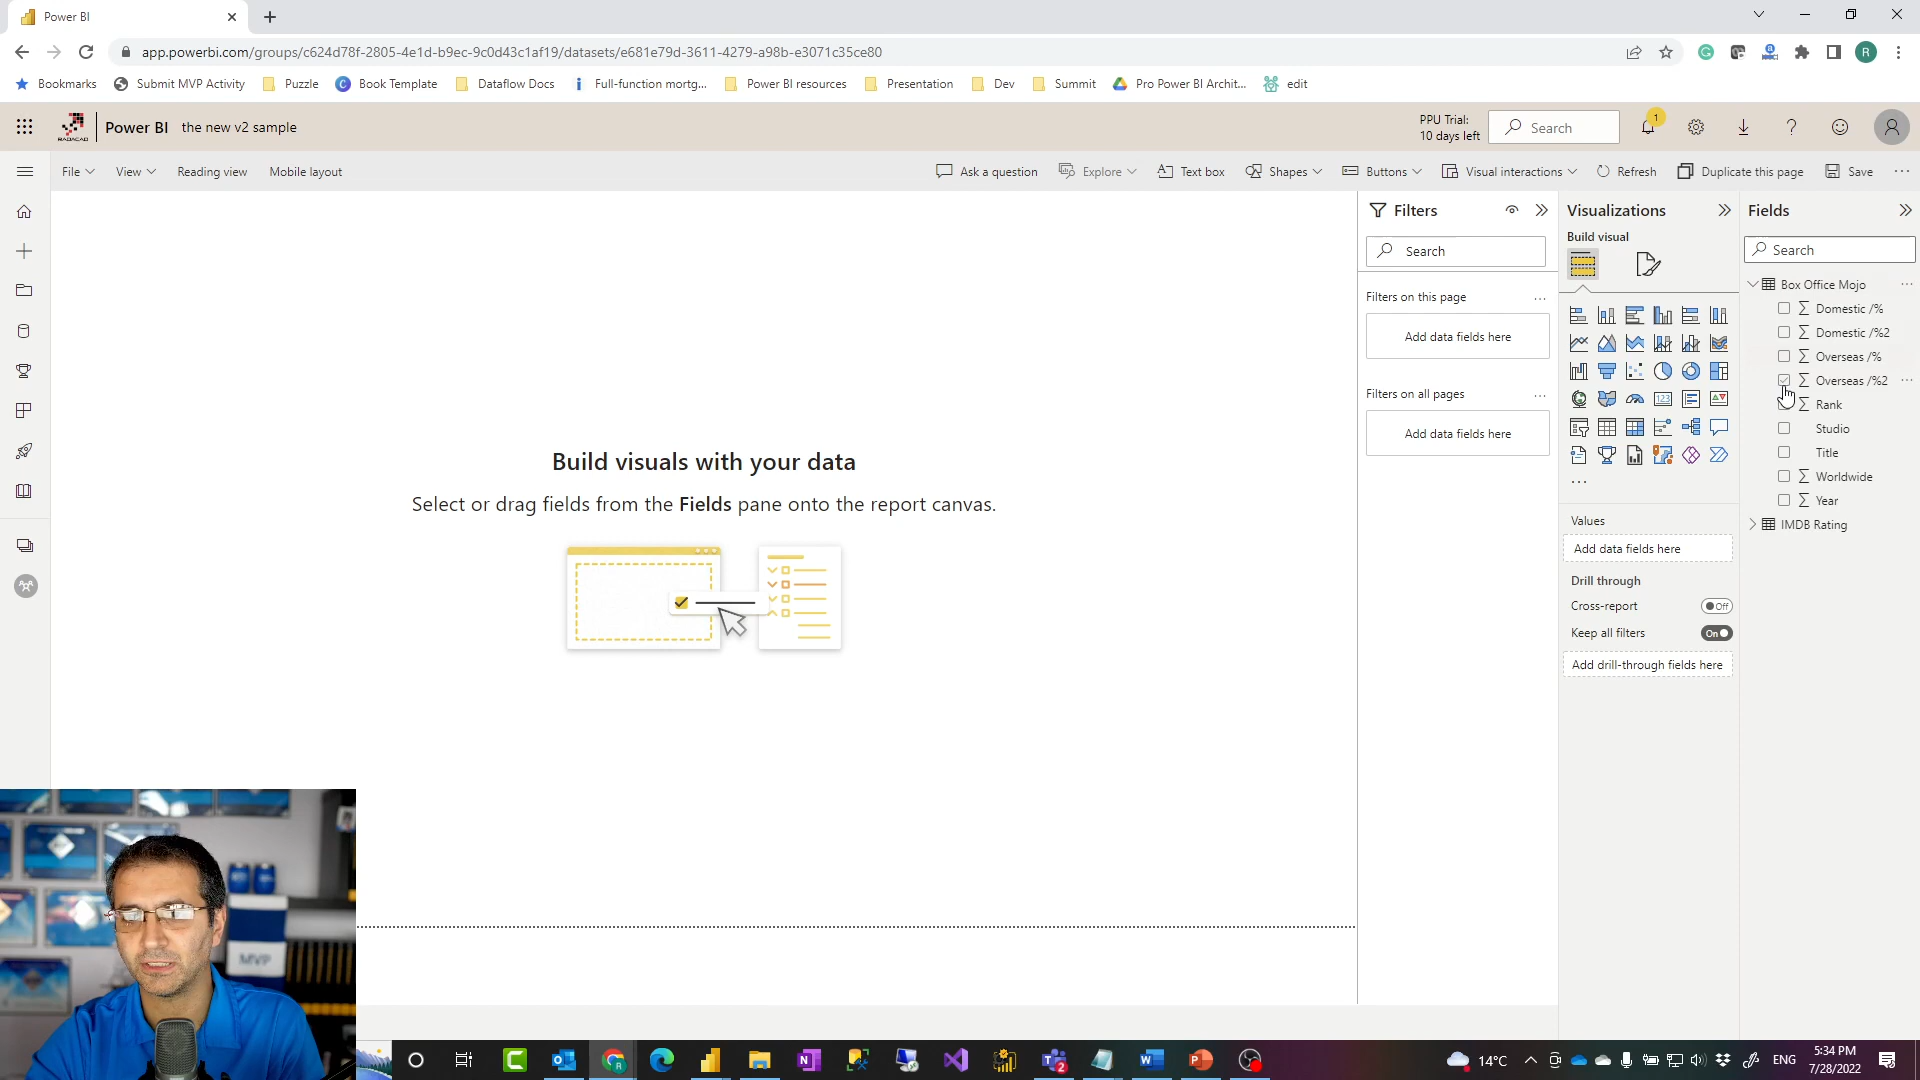 Power BI
app.powerbi.com/groups/c624d78f-2805-4e1d-b9ec-9c0d43c1af19/datasets/e681e79d-3611-4279-a98b-e3071c35ce80
R
Bookmarks
Submit MVP Activity
Puzzle
Book Template
Dataflow Docs
Full-function mortg...
Power BI resources
Presentation
Dev
Summit
Pro Power BI Archit...
edit
RADACAD
Power BI
the new v2 sample
PPU Trial:
10 days left
Search
1
File
View
Reading view
Mobile layout
Ask a question
Explore
Text box
Shapes
Buttons
Visual interactions
Refresh
Duplicate this page
Save
Build visuals with your data
Select or drag fields from the Fields pane onto the report canvas.
Filters
Search
Filters on this page
Add data fields here
Filters on all pages
Add data fields here
Visualizations
Build visual
Values
Add data fields here
Drill through
Cross-report
Off
Keep all filters
On
Add drill-through fields here
Fields
Search
Box Office Mojo
Domestic /%
Domestic /%2
Overseas /%
Overseas /%2
Rank
Studio
Title
Worldwide
Year
IMDB Rating
MVP
14°C
ENG
5:34 PM
7/28/2022